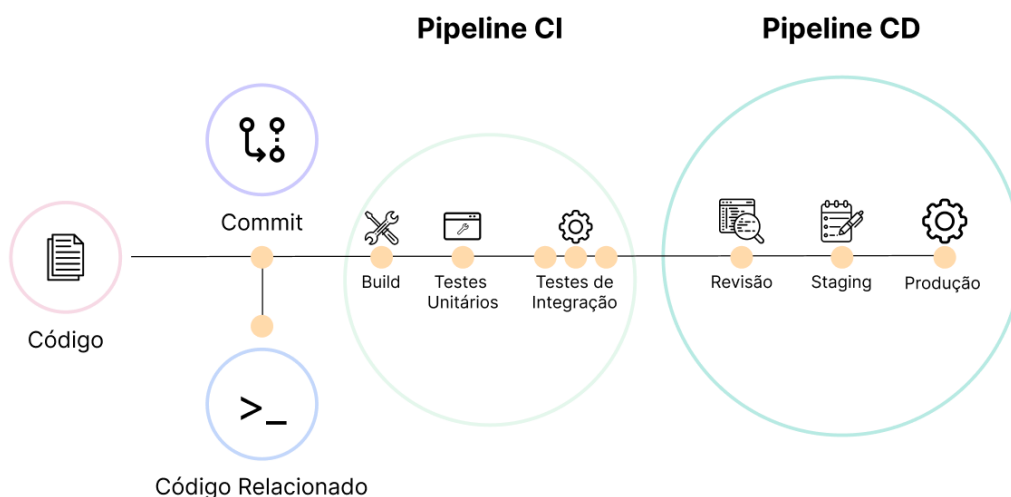 Pipeline CI
Pipeline CD
Commit
Build
Testes
Unitários
Testes de
Integração
Revisão
Staging
Produção
Código
>_
Código Relacionado